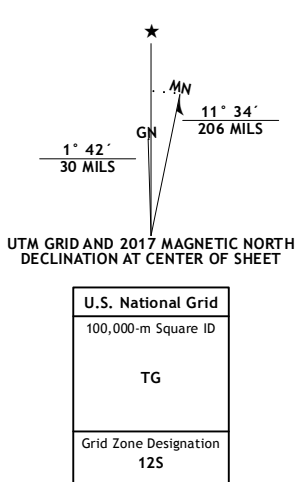 ★
MN
GN
11° 34´
206 MILS
1° 42´
30 MILS
UTM GRID AND 2017 MAGNETIC NORTH
DECLINATION AT CENTER OF SHEET
U.S. National Grid
100,000-m Square ID
TG
Grid Zone Designation
12S